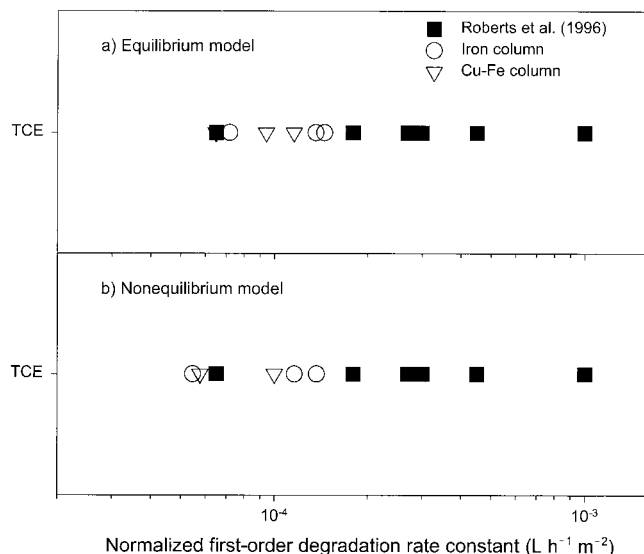 a) Equilibrium model
Roberts et al. (1996)
Iron column
Cu-Fe column
TCE
b) Nonequilibrium model
TCE
10⁻⁴
10⁻³
Normalized first-order degradation rate constant (L h⁻¹ m⁻²)